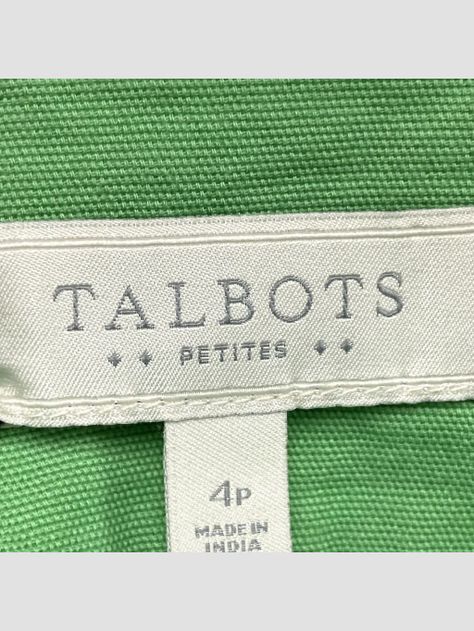 TALBOTS
PETITES
4P
MADE IN
INDIA